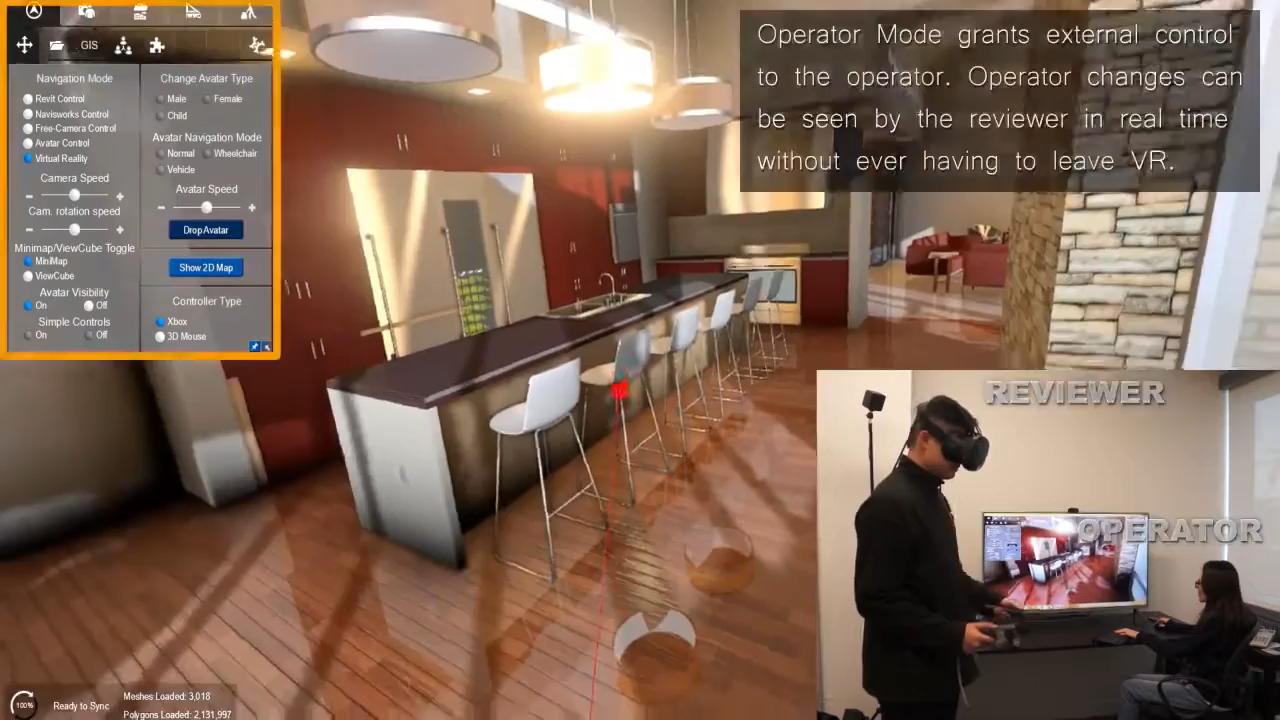 GIS
Navigation Mode
Revit Control
Navisworks Control
Free-Camera Control
Avatar Control
Virtual Reality
Camera Speed
- +
Cam. rotation speed
- +
Minimap/ViewCube Toggle
MiniMap
ViewCube
Avatar Visibility
On Off
Simple Controls
On Off
Change Avatar Type
Male Female
Child
Avatar Navigation Mode
Normal Wheelchair
Vehicle
Avatar Speed
- +
Drop Avatar
Show 2D Map
Controller Type
Xbox
3D Mouse
Operator Mode grants external control
to the operator. Operator changes can
be seen by the reviewer in real time
without ever having to leave VR.
REVIEWER
OPERATOR
100%
Ready to Sync
Meshes Loaded: 3,018
Polygons Loaded: 2,131,997